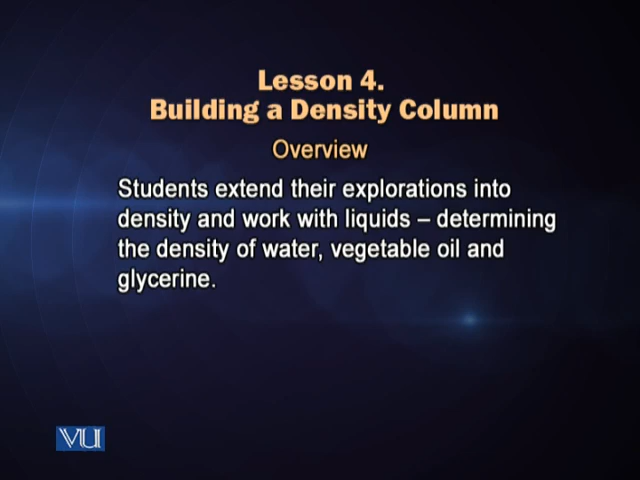 Lesson 4.
Building a Density Column
Overview
Students extend their explorations into
density and work with liquids – determining
the density of water, vegetable oil and
glycerine.
VU